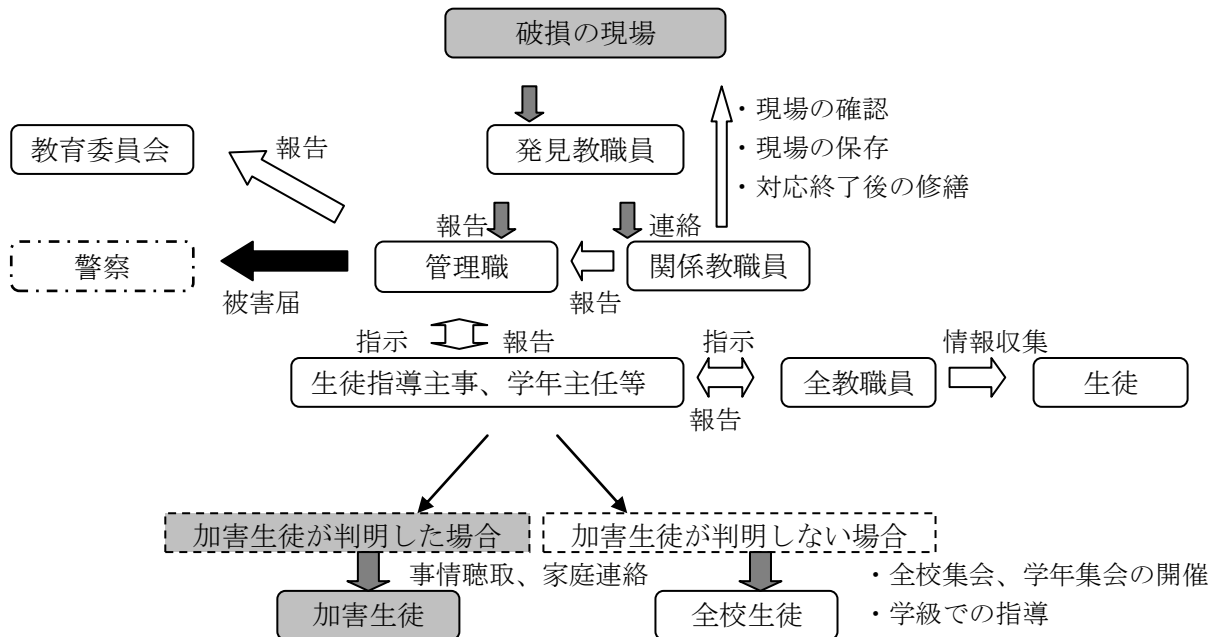 破損の現場
・現場の確認
・現場の保存
・対応終了後の修繕
教育委員会
報告
発見教職員
報告
連絡
警察
管理職
関係教職員
被害届
報告
指示
報告
指示
情報収集
生徒指導主事、学年主任等
全教職員
生徒
報告
加害生徒が判明した場合
加害生徒が判明しない場合
事情聴取、家庭連絡
・全校集会、学年集会の開催
加害生徒
全校生徒
・学級での指導